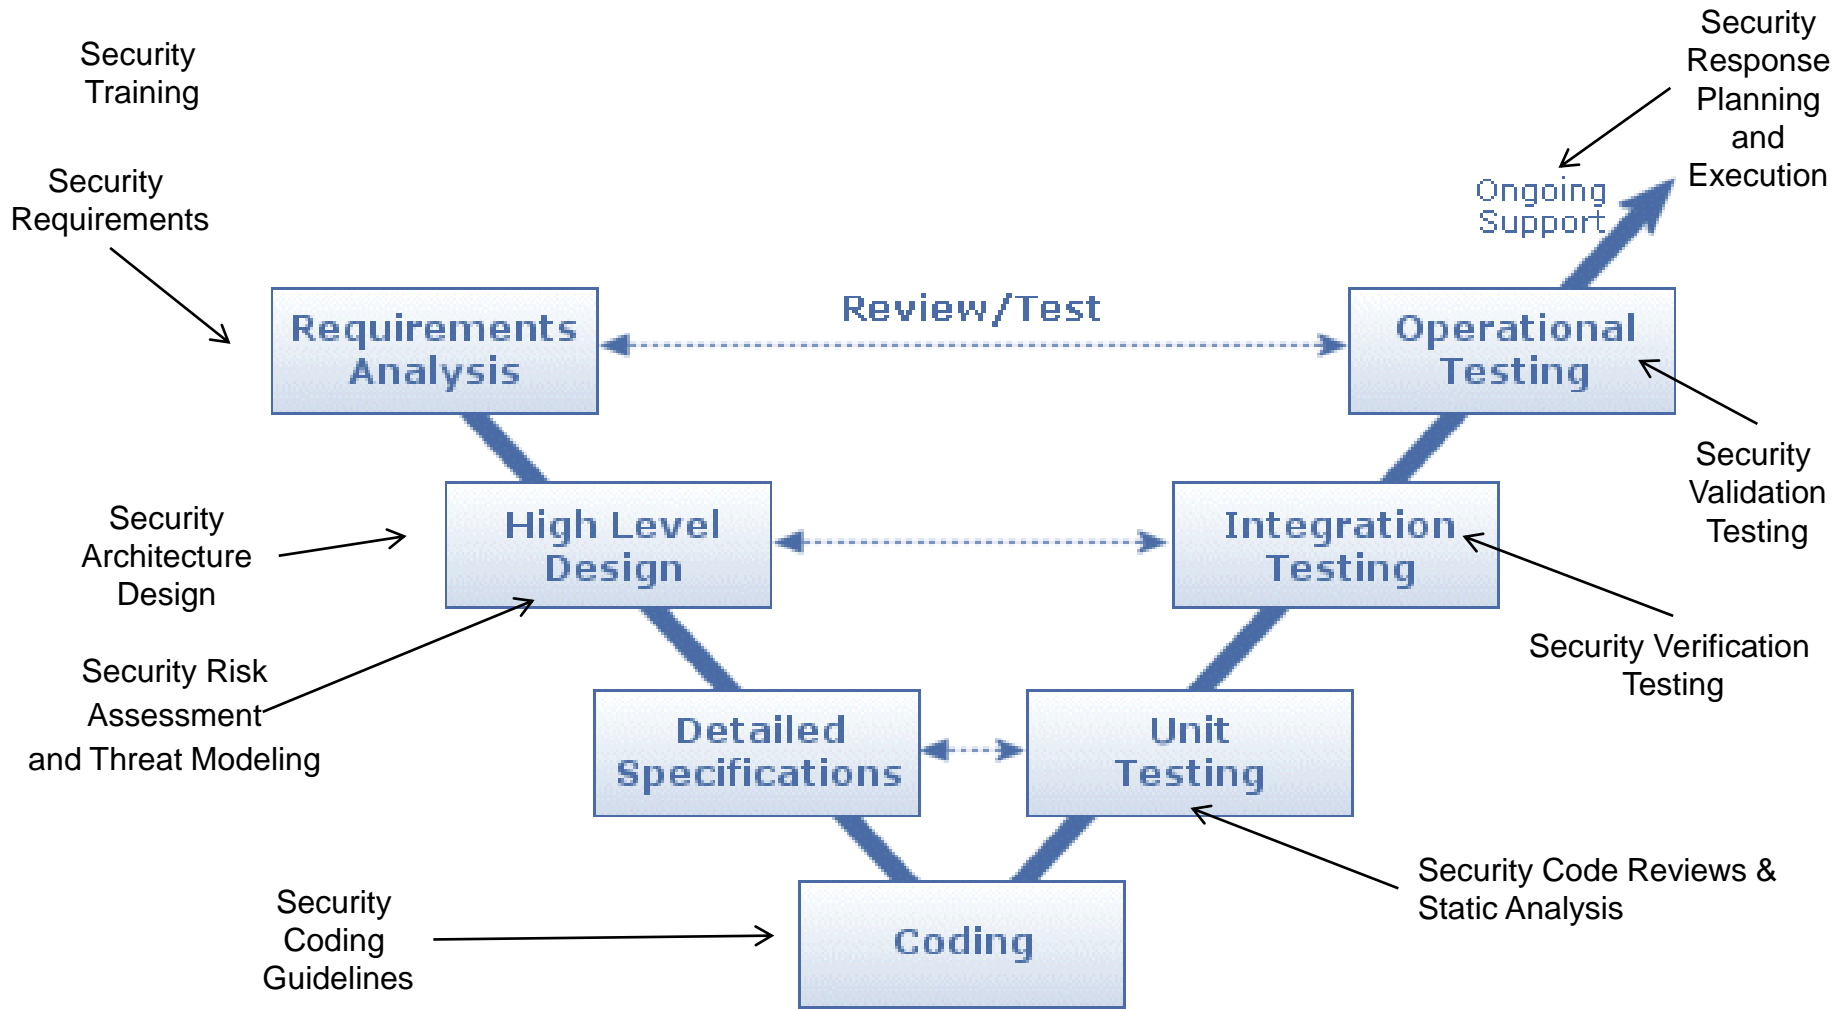 Security
Training
Security
Requirements
Security
Response
Planning
and
Execution
Ongoing
Support
Requirements
Analysis
Review/Test
Operational
Testing
Security
Validation
Testing
Security
Architecture
Design
High Level
Design
Integration
Testing
Security Verification
Testing
Security Risk
Assessment
and Threat Modeling
Detailed
Specifications
Unit
Testing
Security Code Reviews &
Static Analysis
Security
Coding
Guidelines
Coding